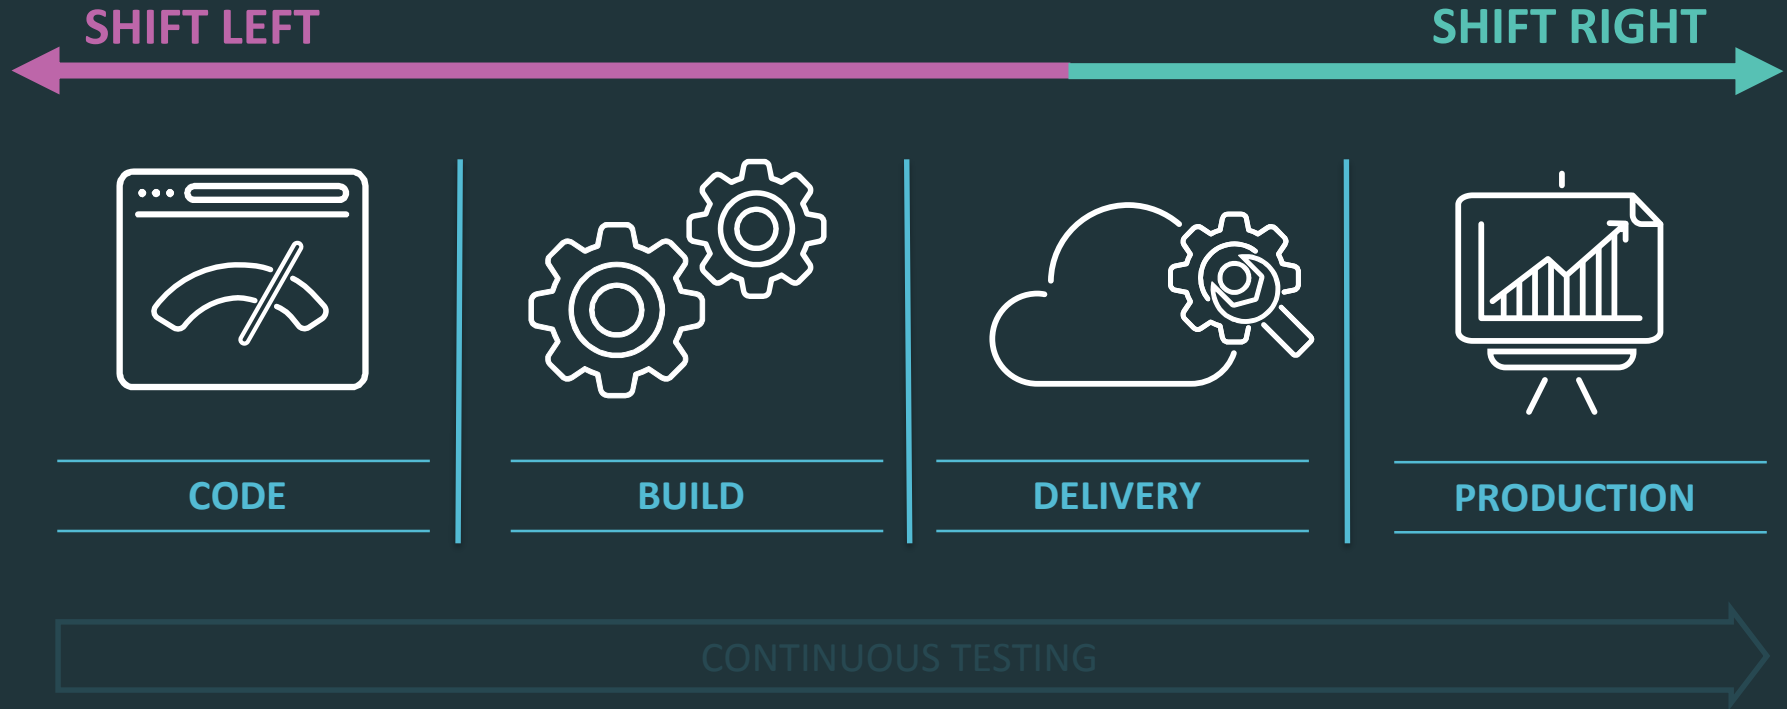 SHIFT LEFT
SHIFT RIGHT
CODE
BUILD
DELIVERY
PRODUCTION
CONTINUOUS TESTING